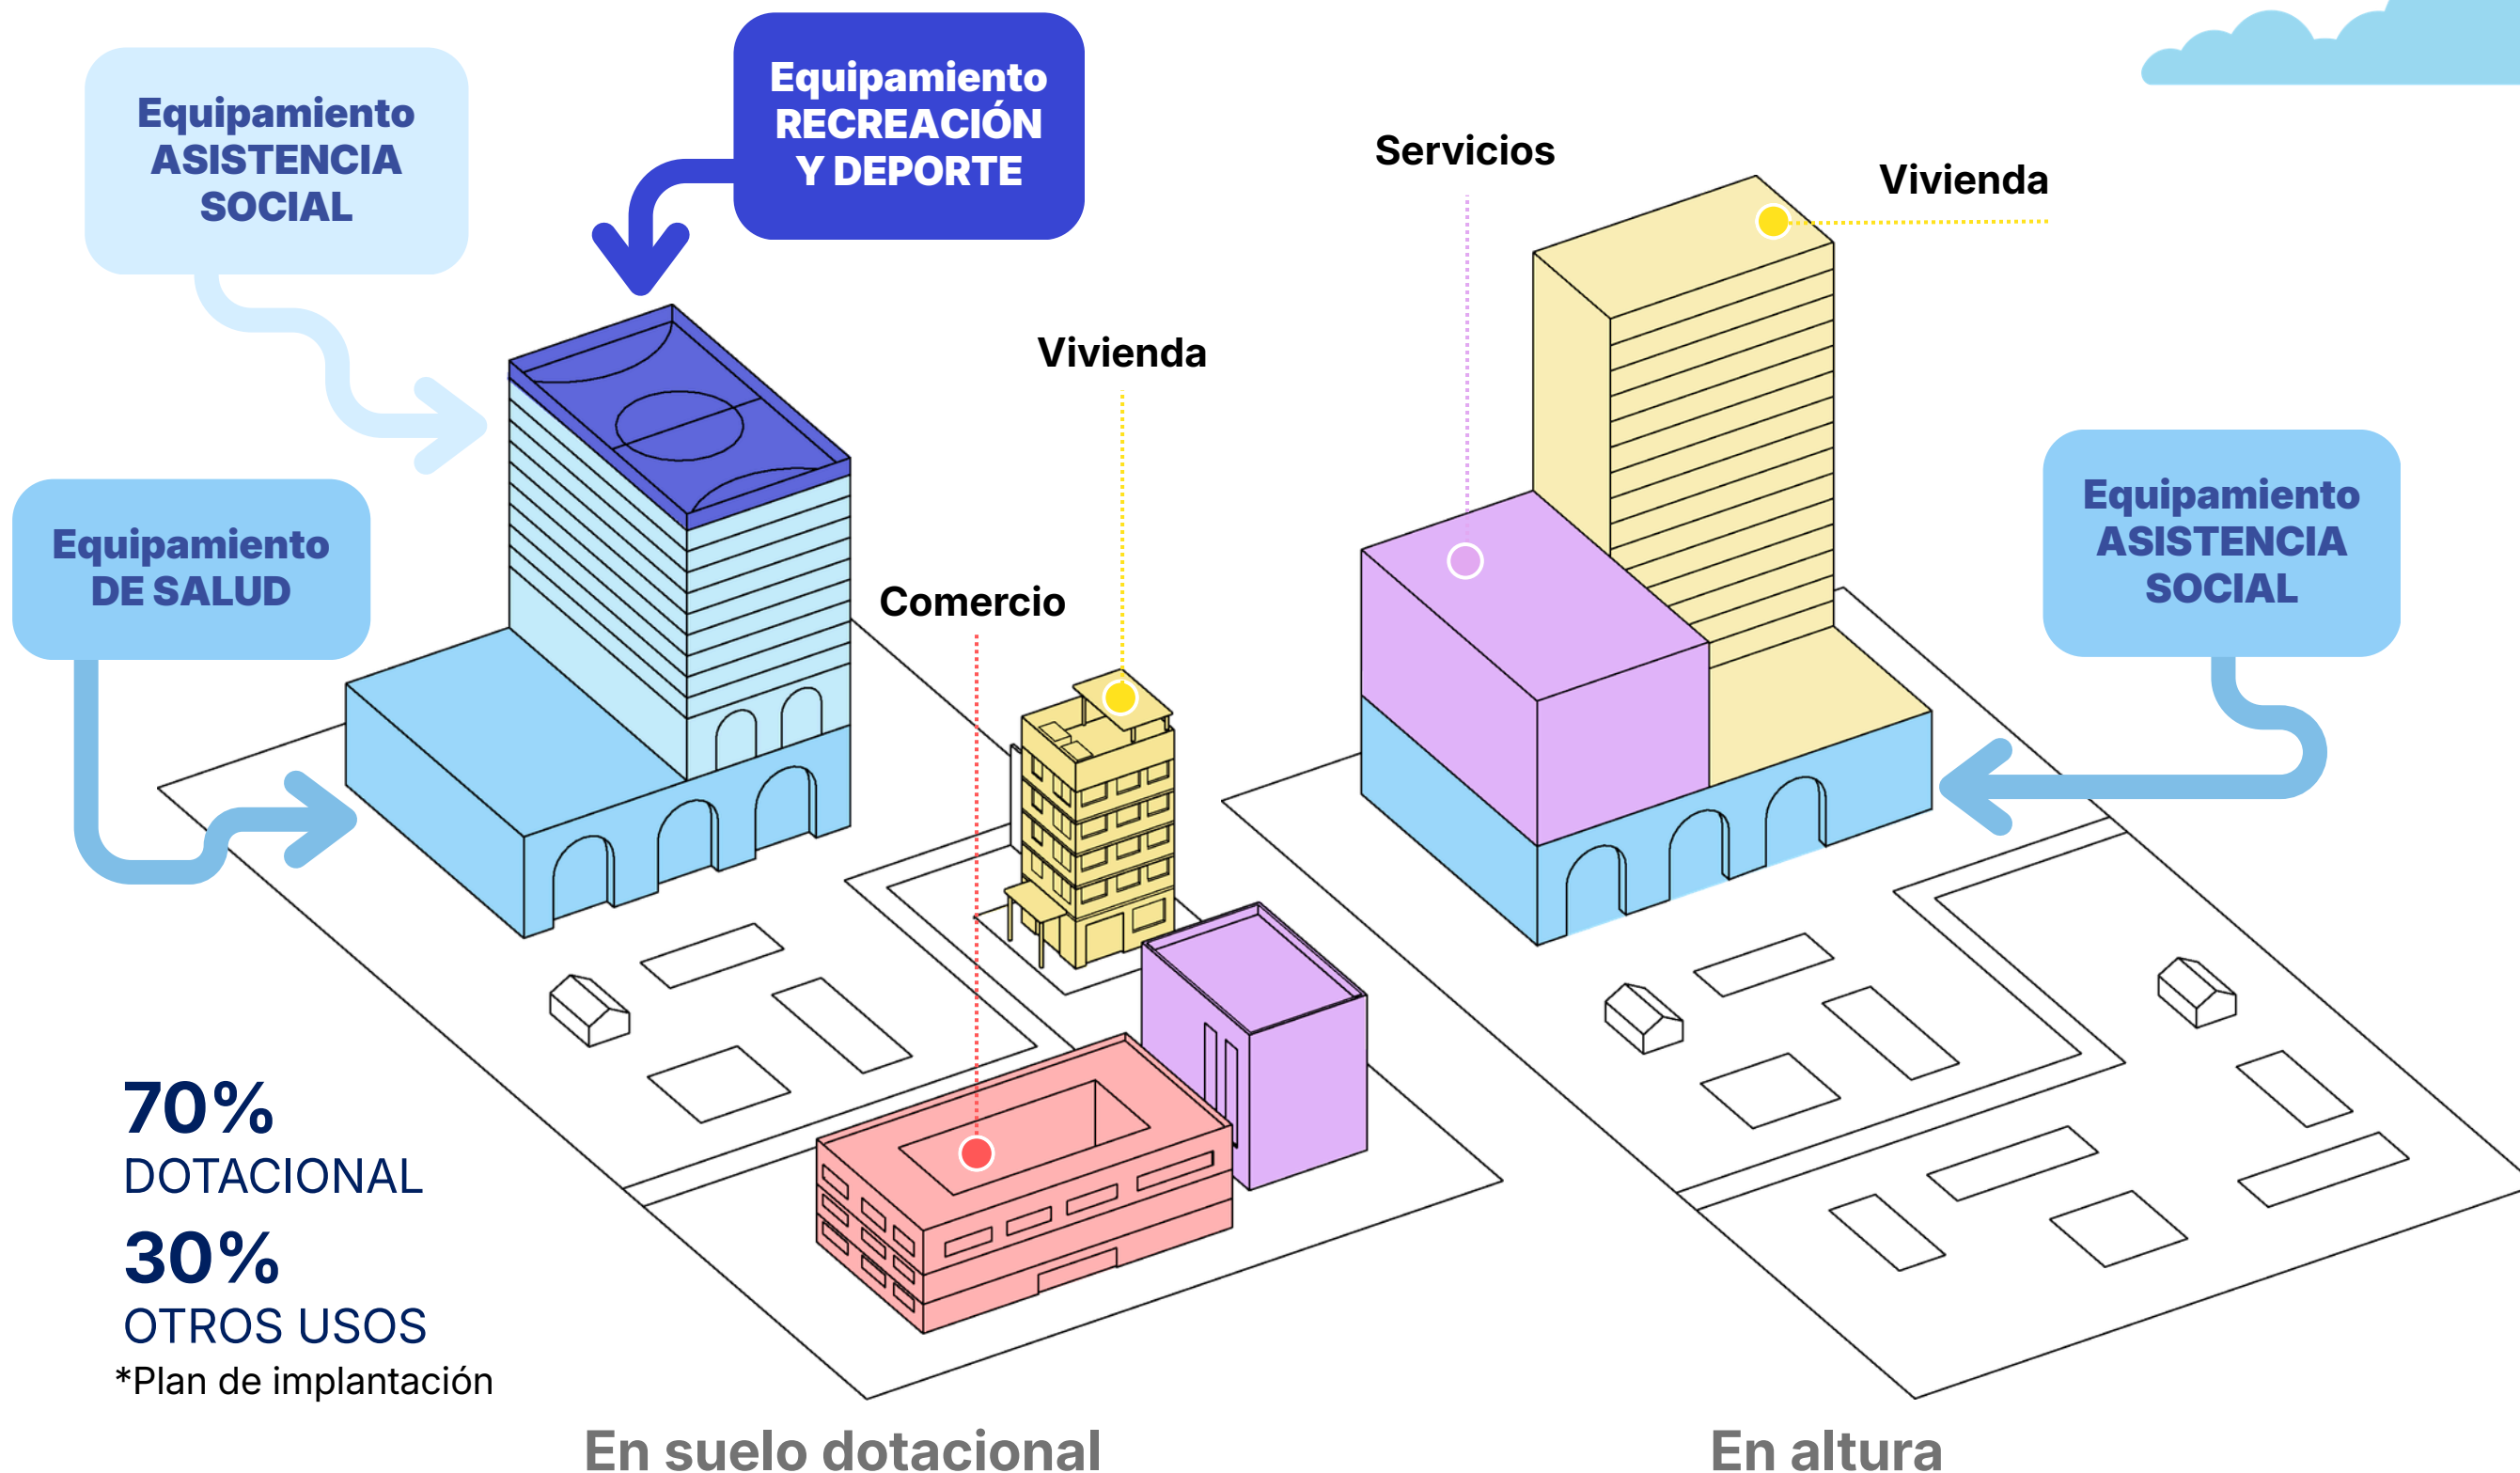 Equipamiento
ASISTENCIA
SOCIAL
Equipamiento
RECREACIÓN
Y DEPORTE
Servicios
Vivienda
Vivienda
Equipamiento
DE SALUD
Comercio
Equipamiento
ASISTENCIA
SOCIAL
70%
DOTACIONAL
30%
OTROS USOS
*Plan de implantación
En suelo dotacional
En altura